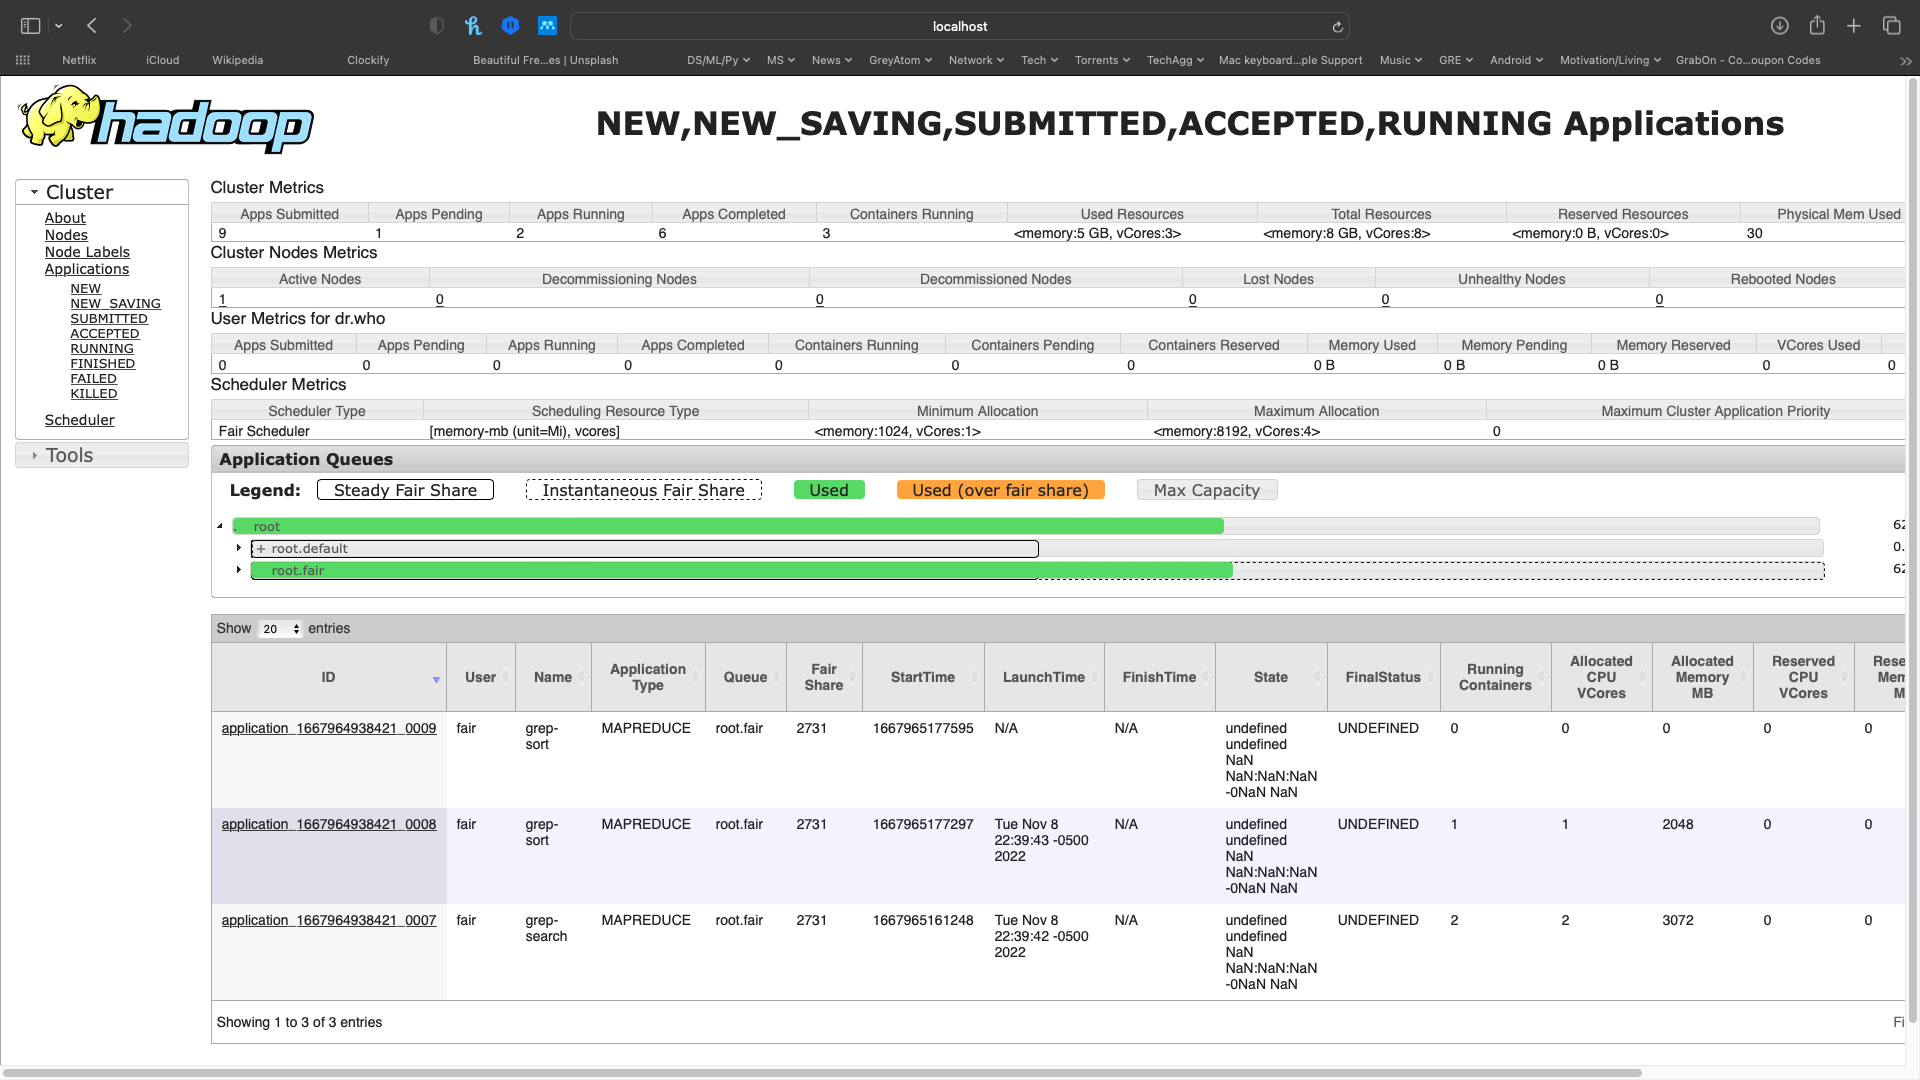 localhost
Netflix iCloud Wikipedia Clockify Beautiful Fre...es | Unsplash DS/ML/Py MS News GreyAtom Network Tech Torrents TechAgg Mac keyboard...ple Support Music GRE Android Motivation/Living GrabOn - Co...oupon Codes
hadoop
NEW,NEW_SAVING,SUBMITTED,ACCEPTED,RUNNING Applications
Cluster
About
Nodes
Node Labels
Applications
NEW
NEW_SAVING
SUBMITTED
ACCEPTED
RUNNING
FINISHED
FAILED
KILLED
Scheduler
Tools
Cluster Metrics
Apps Submitted Apps Pending Apps Running Apps Completed Containers Running Used Resources Total Resources Reserved Resources Physical Mem Used
9 1 2 6 3 <memory:5 GB, vCores:3> <memory:8 GB, vCores:8> <memory:0 B, vCores:0> 30
Cluster Nodes Metrics
Active Nodes Decommissioning Nodes Decommissioned Nodes Lost Nodes Unhealthy Nodes Rebooted Nodes
1 0 0 0 0 0
User Metrics for dr.who
Apps Submitted Apps Pending Apps Running Apps Completed Containers Running Containers Pending Containers Reserved Memory Used Memory Pending Memory Reserved VCores Used
0 0 0 0 0 0 0 0 B 0 B 0 B 0 0
Scheduler Metrics
Scheduler Type Scheduling Resource Type Minimum Allocation Maximum Allocation Maximum Cluster Application Priority
Fair Scheduler [memory-mb (unit=Mi), vcores] <memory:1024, vCores:1> <memory:8192, vCores:4> 0
Application Queues
Legend: Steady Fair Share Instantaneous Fair Share Used Used (over fair share) Max Capacity
root 62
+ root.default 0.
root.fair 62
Show 20 entries
ID User Name Application Type Queue Fair Share StartTime LaunchTime FinishTime State FinalStatus Running Containers Allocated CPU VCores Allocated Memory MB Reserved CPU VCores Rese Mem M
application_1667964938421_0009 fair grep-sort MAPREDUCE root.fair 2731 1667965177595 N/A N/A undefined undefined NaN NaN:NaN:NaN -0NaN NaN UNDEFINED 0 0 0 0 0
application_1667964938421_0008 fair grep-sort MAPREDUCE root.fair 2731 1667965177297 Tue Nov 8 22:39:43 -0500 2022 N/A undefined undefined NaN NaN:NaN:NaN -0NaN NaN UNDEFINED 1 1 2048 0 0
application_1667964938421_0007 fair grep-search MAPREDUCE root.fair 2731 1667965161248 Tue Nov 8 22:39:42 -0500 2022 N/A undefined undefined NaN NaN:NaN:NaN -0NaN NaN UNDEFINED 2 2 3072 0 0
Showing 1 to 3 of 3 entries Fi